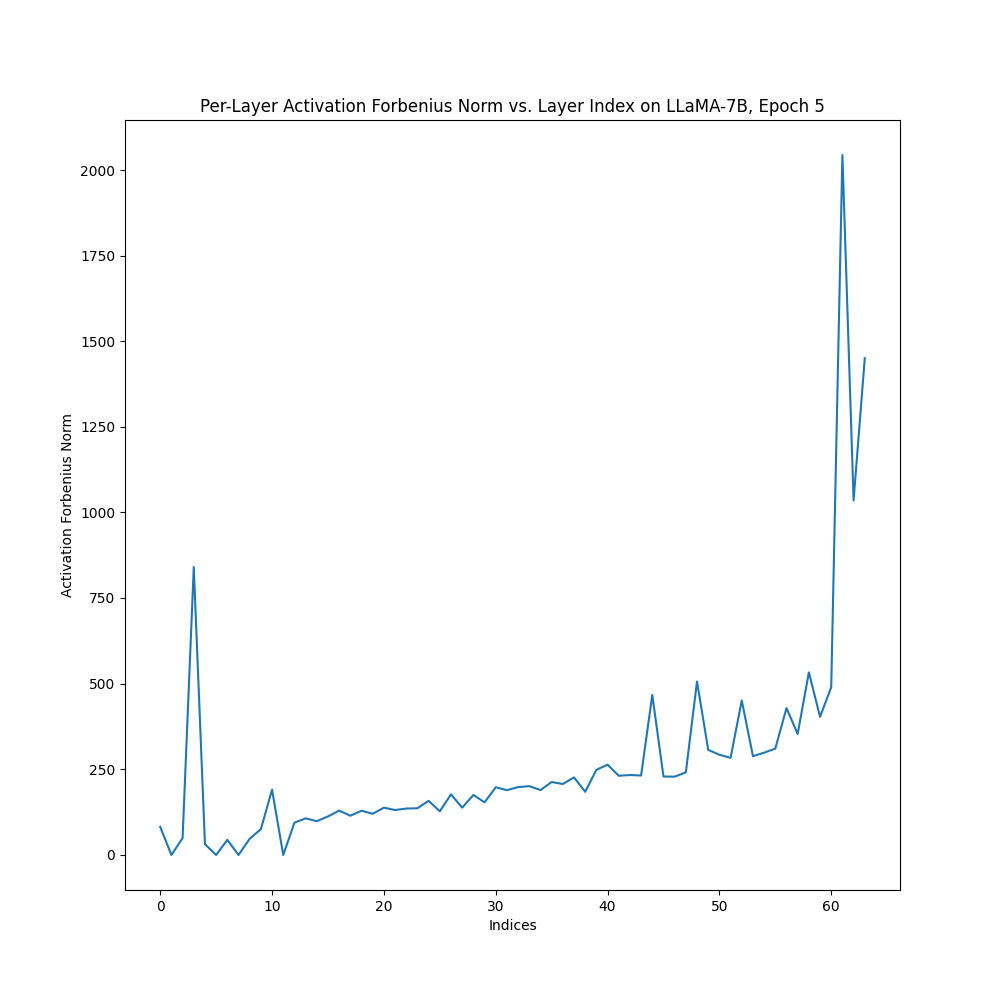 Per-Layer Activation Forbenius Norm vs. Layer Index on LLaMA-7B, Epoch 5
2000
1750
1500
1250
1000
750
500
250
0
Activation Forbenius Norm
0 10 20 30 40 50 60
Indices